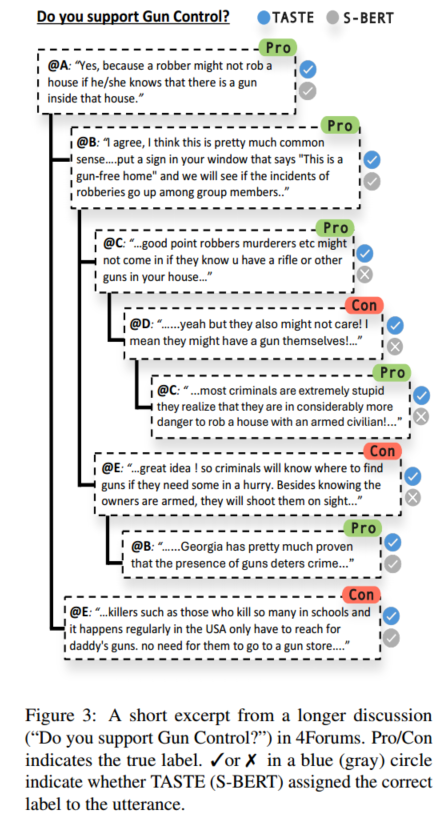 Do you support Gun Control? TASTE S-BERT
Pro
@A: “Yes, because a robber might not rob a
house if he/she knows that there is a gun
inside that house.”
Pro
@B: “I agree, I think this is pretty much common
sense....put a sign in your window that says "This is a
gun-free home" and we will see if the incidents of
robberies go up among group members..”
Pro
@C: “...good point robbers murderers etc might
not come in if they know u have a rifle or other
guns in your house...”
Con
@D: “......yeah but they also might not care! I
mean they might have a gun themselves!...”
Pro
@C: “ ...most criminals are extremely stupid
they realize that they are in considerably more
danger to rob a house with an armed civilian!...”
Con
@E: “...great idea ! so criminals will know where to find
guns if they need some in a hurry. Besides knowing the
owners are armed, they will shoot them on sight...”
Pro
@B: “......Georgia has pretty much proven
that the presence of guns deters crime...”
Con
@E: “...killers such as those who kill so many in schools and
it happens regularly in the USA only have to reach for
daddy's guns. no need for them to go to a gun store....”
Figure 3: A short excerpt from a longer discussion
(“Do you support Gun Control?”) in 4Forums. Pro/Con
indicates the true label. ✓or ✗ in a blue (gray) circle
indicate whether TASTE (S-BERT) assigned the correct
label to the utterance.